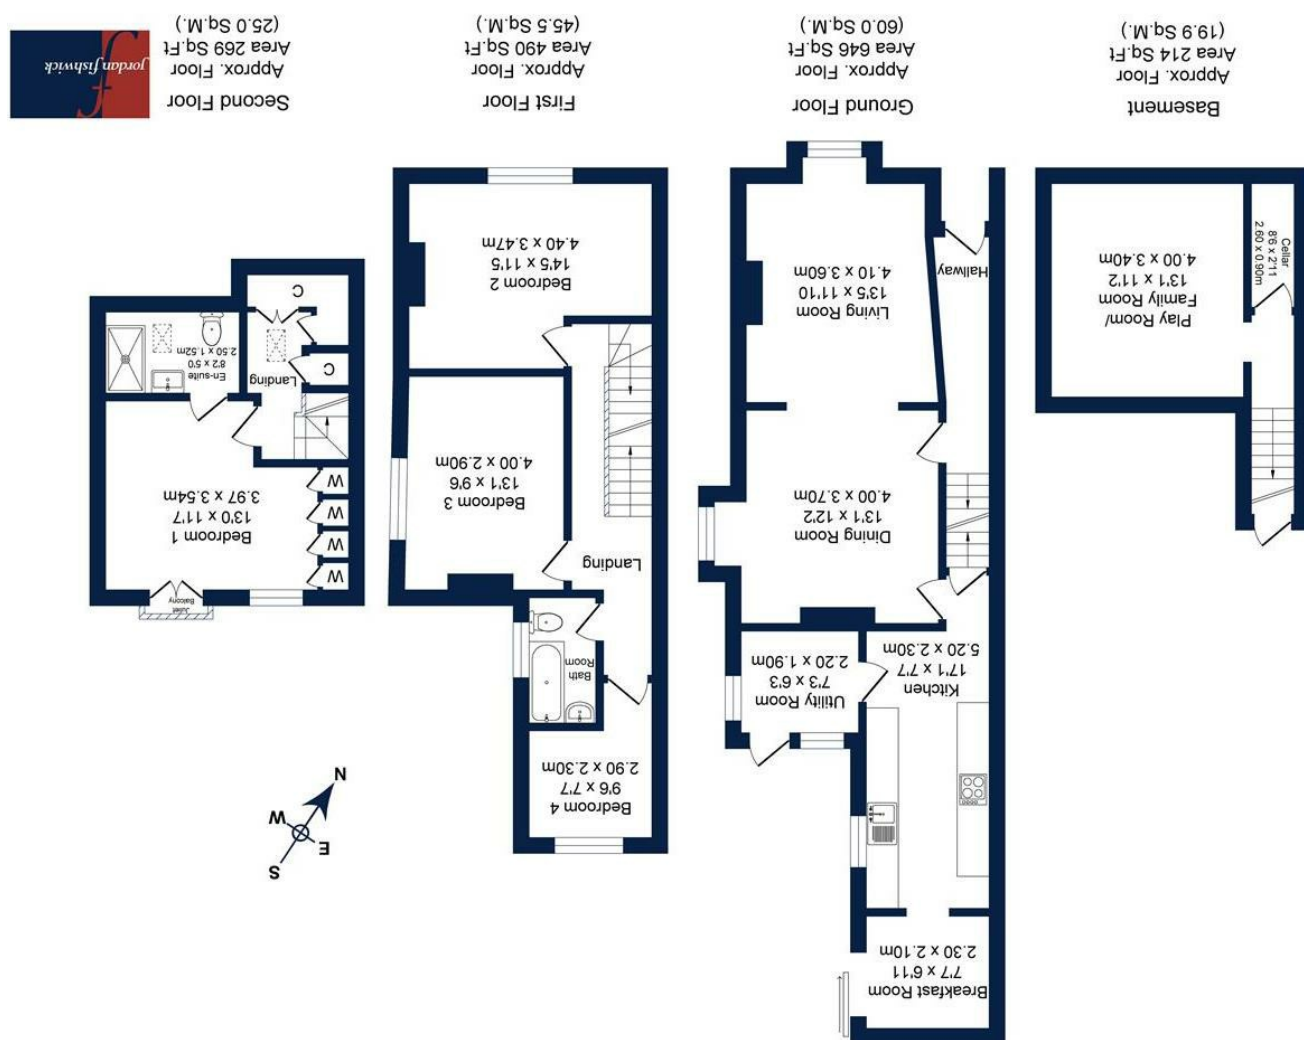 Basement
Approx. Floor
Area 214 Sq.Ft
(19.9 Sq.M.)
Ground Floor
Approx. Floor
Area 646 Sq.Ft
(60.0 Sq.M.)
First Floor
Approx. Floor
Area 490 Sq.Ft
(45.5 Sq.M.)
Second Floor
Approx. Floor
Area 269 Sq.Ft
(25.0 Sq.M.)
jordan fishwick
f
Breakfast Room
7'7 x 6'11
2.30 x 2.10m
Kitchen
17'1 x 7'7
5.20 x 2.30m
Utility Room
7'3 x 6'3
2.20 x 1.90m
Dining Room
13'1 x 12'2
4.00 x 3.70m
Living Room
13'5 x 11'10
4.10 x 3.60m
Hallway
Play Room/
Family Room
13'1 x 11'2
4.00 x 3.40m
Cellar
8'6 x 2'11
2.60 x 0.90m
Bedroom 4
9'6 x 7'7
2.90 x 2.30m
Bath
Room
Landing
Bedroom 3
13'1 x 9'6
4.00 x 2.90m
Bedroom 2
14'5 x 11'5
4.40 x 3.47m
Juliet
Balcony
Bedroom 1
13'0 x 11'7
3.97 x 3.54m
W
W
W
W
En-suite
8'2 x 5'0
2.50 x 1.52m
Landing
C
C
S
E
W
N